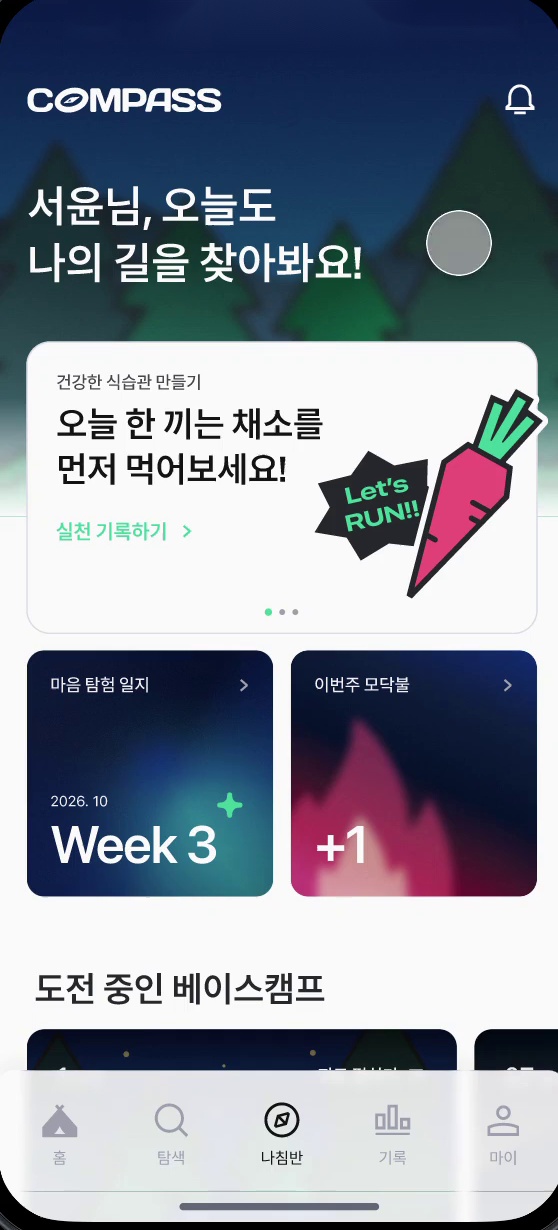 COMPASS
서윤님, 오늘도
나의 길을 찾아봐요!
건강한 식습관 만들기
오늘 한 끼는 채소를
먼저 먹어보세요!
Let's
RUN!!
실천 기록하기 >
마음 탐험 일지 >
이번주 모닥불 >
2026. 10
Week 3
+1
도전 중인 베이스캠프
홈
탐색
나침반
기록
마이